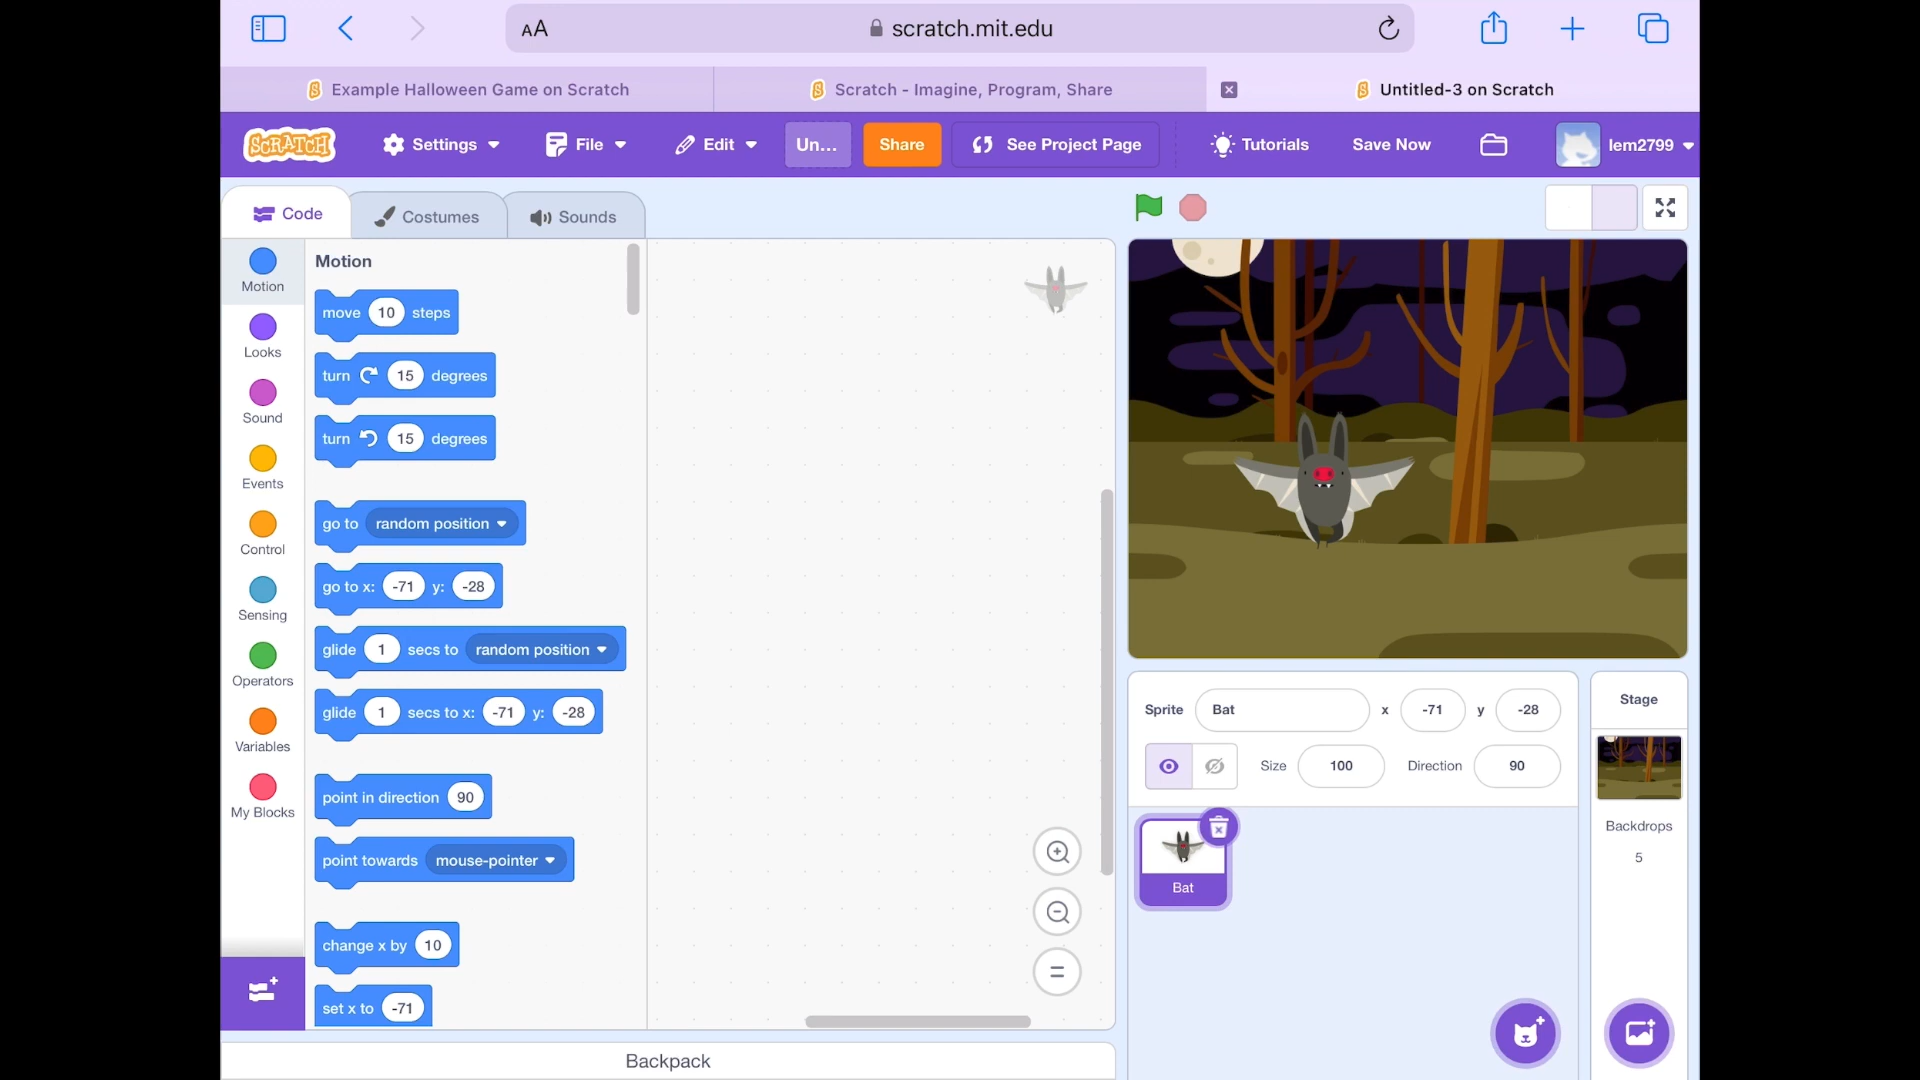 AA
scratch.mit.edu
Example Halloween Game on Scratch
Scratch - Imagine, Program, Share
Untitled-3 on Scratch
SCRATCH
Settings
File
Edit
Un...
Share
See Project Page
Tutorials
Save Now
lem2799
Code
Costumes
Sounds
Motion
Looks
Sound
Events
Control
Sensing
Operators
Variables
My Blocks
Motion
move 10 steps
turn 15 degrees
turn 15 degrees
go to random position
go to x: -71 y: -28
glide 1 secs to random position
glide 1 secs to x: -71 y: -28
point in direction 90
point towards mouse-pointer
change x by 10
set x to -71
Backpack
Sprite Bat x -71 y -28
Size 100 Direction 90
Bat
Stage
Backdrops
5